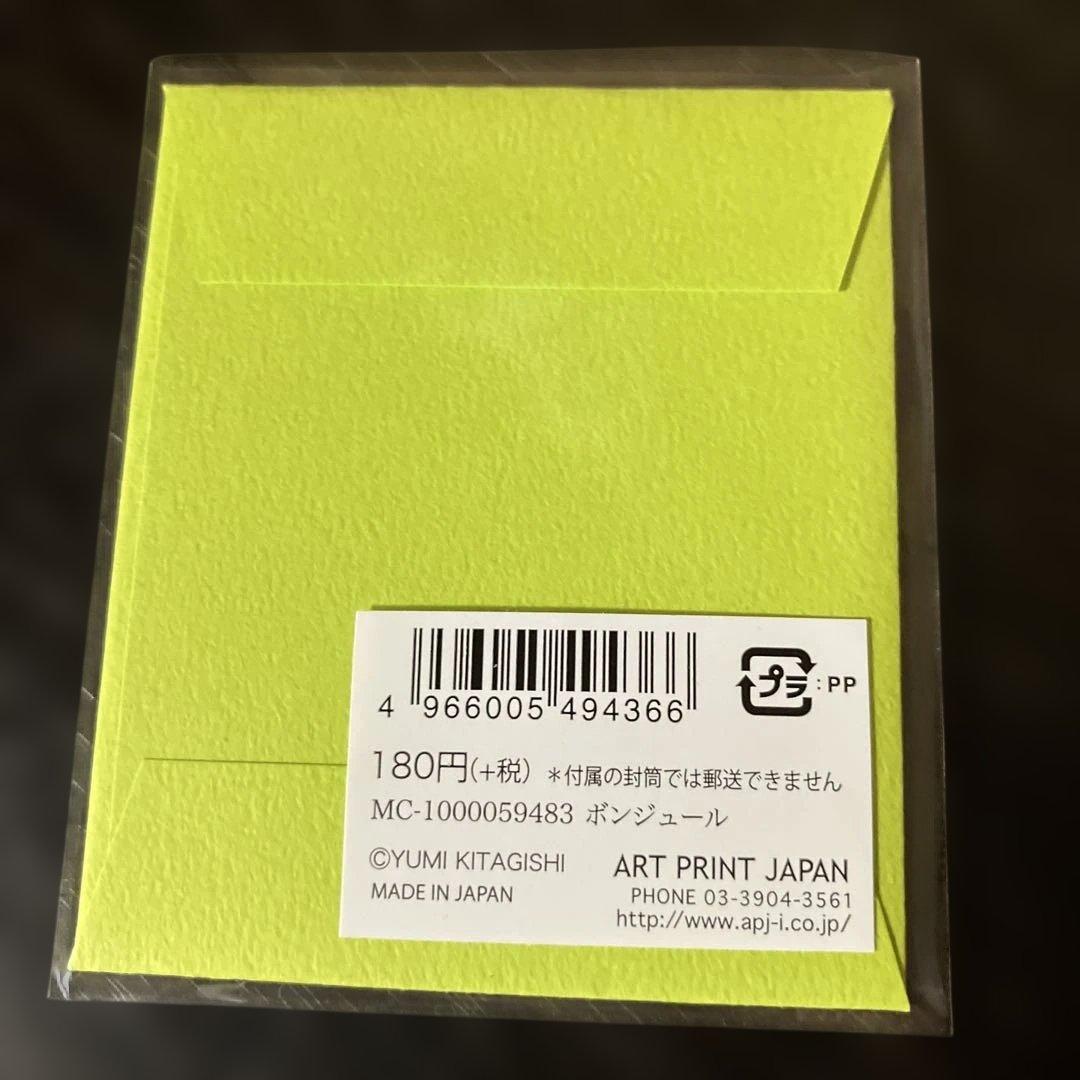 プラ : PP
4 966005 494366
180円(+税) ＊付属の封筒では郵送できません
MC-1000059483 ボンジュール
©YUMI KITAGISHI
MADE IN JAPAN
ART PRINT JAPAN
PHONE 03-3904-3561
http://www.apj-i.co.jp/